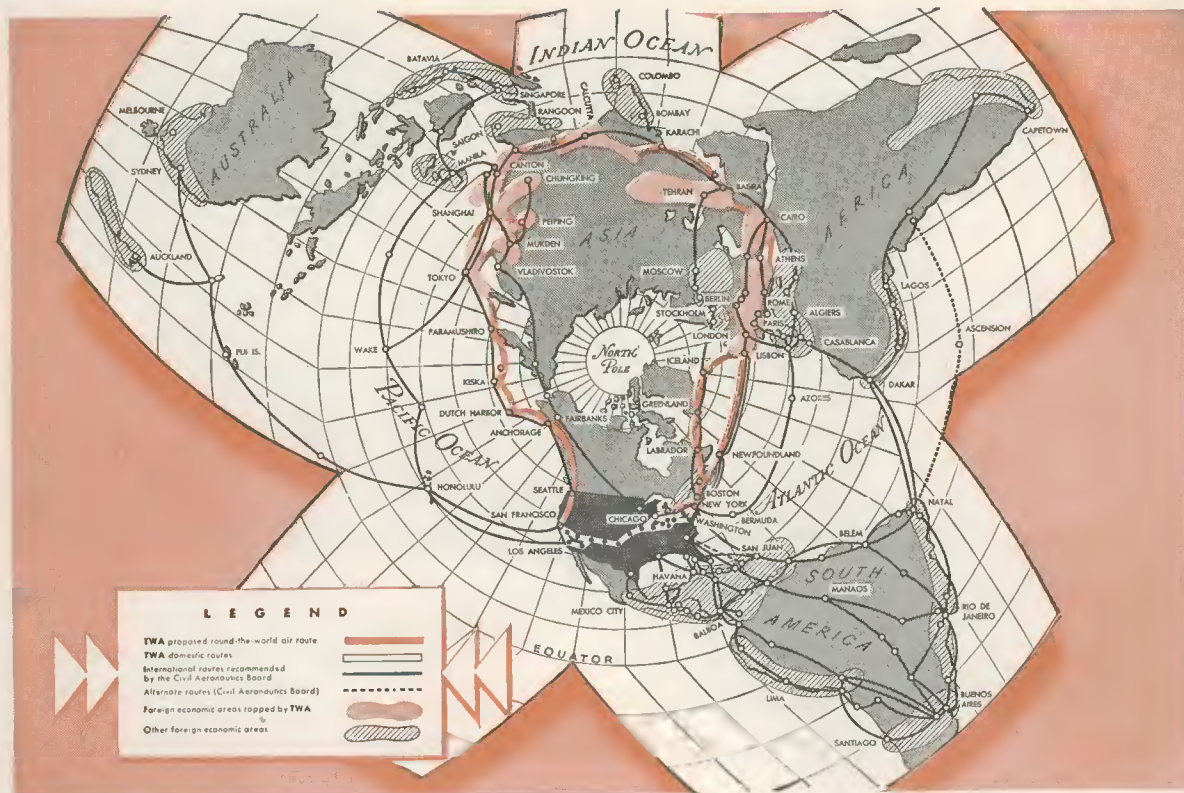 INDIAN OCEAN
BATAVIA
COLOMBO
SINGAPORE
CALCUTTA
MELBOURNE
RANGOON
BOMBAY
CAPETOWN
AUSTRALIA
SAIGON
KARACHI
SYDNEY
MANILA
CANTON
CHUNGKING
TEHRAN
BASRA
AFRICA
SHANGHAI
PEIPING
ASIA
CAIRO
MUKDEN
AUCKLAND
VLADIVOSTOK
MOSCOW
ATHENS
TOKYO
LAGOS
BERLIN
STOCKHOLM
ROME
ALGIERS
PARIS
PARAMUSHIRO
LONDON
CASABLANCA
ASCENSION
WAKE
NORTH
POLE
ICELAND
LISBON
FIJI IS.
KISKA
DAKAR
AZORES
GREENLAND
PACIFIC OCEAN
DUTCH HARBOR
FAIRBANKS
ANCHORAGE
LABRADOR
NEWFOUNDLAND
ATLANTIC OCEAN
HONOLULU
SEATTLE
BOSTON
NEW YORK
NATAL
SAN FRANCISCO
CHICAGO
WASHINGTON
BERMUDA
LOS ANGELES
SAN JUAN
BELEM
HAVANA
SOUTH
MANAOS
MEXICO CITY
RIO DE
JANEIRO
BALBOA
AMERICA
EQUATOR
LIMA
BUENOS
AIRES
SANTIAGO
LEGEND
TWA proposed round-the-world air route
TWA domestic routes
International routes recommended
by the Civil Aeronautics Board
Alternate routes (Civil Aeronautics Board)
Foreign economic areas tapped by TWA
Other foreign economic areas